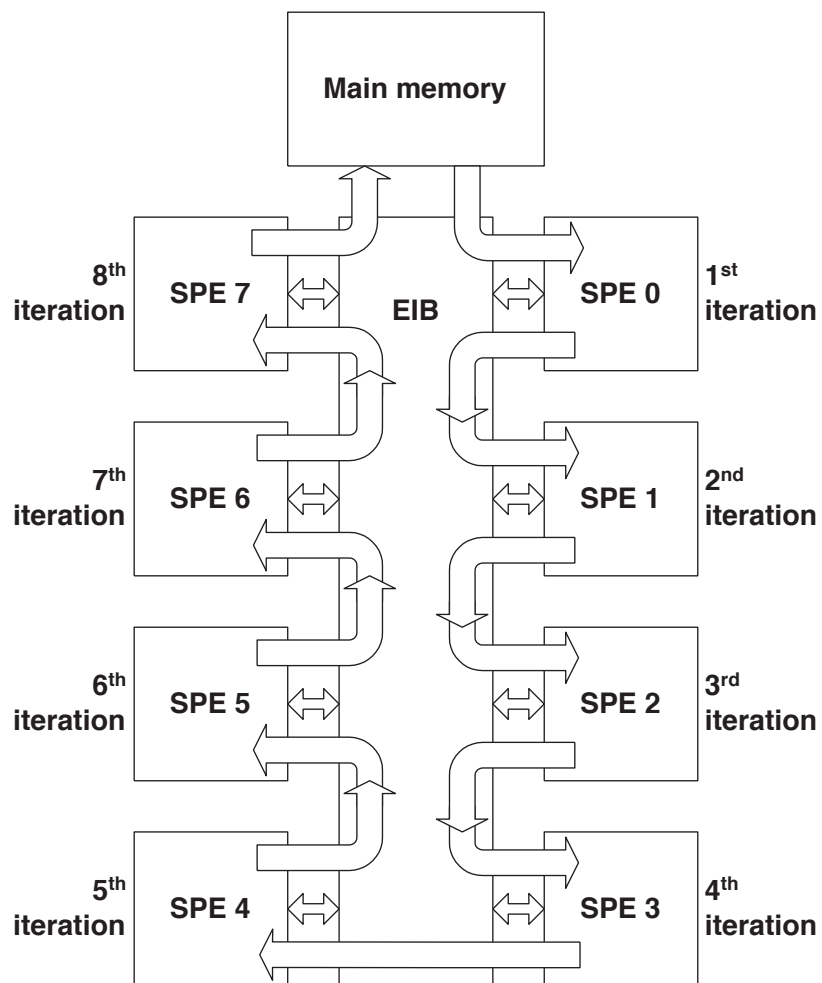 Main memory
8th
iteration
SPE 7
EIB
SPE 0
1st
iteration
7th
iteration
SPE 6
SPE 1
2nd
iteration
6th
iteration
SPE 5
SPE 2
3rd
iteration
5th
iteration
SPE 4
SPE 3
4th
iteration